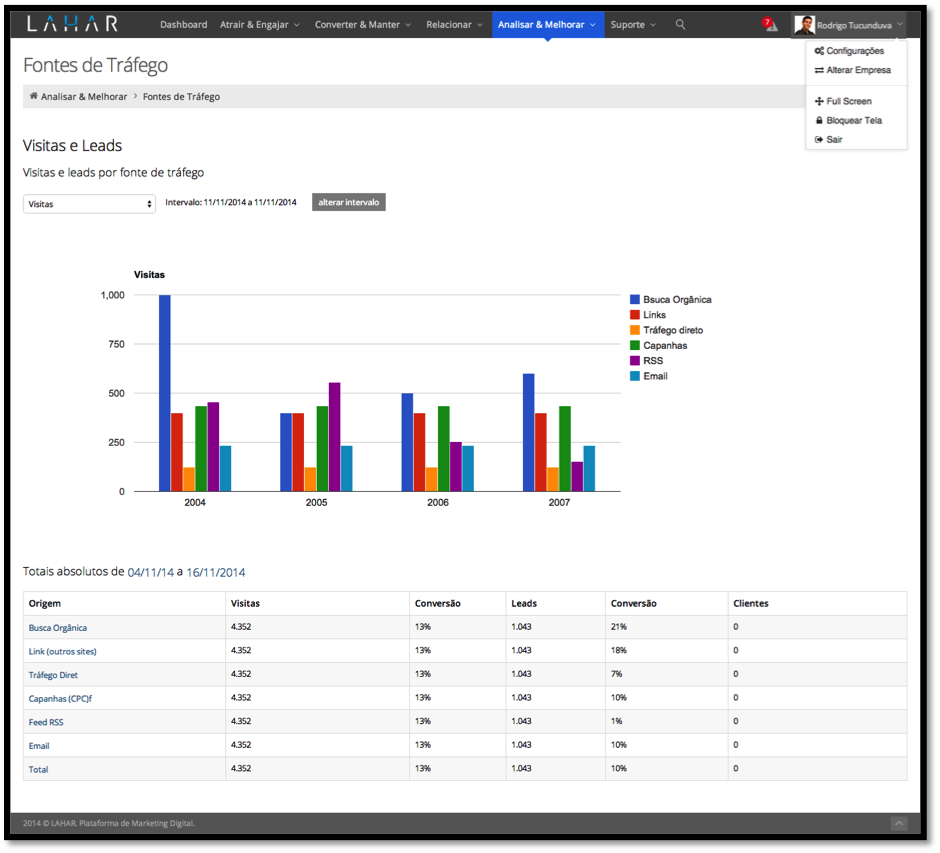 LAHAR Dashboard Atrair & Engajar Converter & Manter Relacionar Analisar & Melhorar Suporte 7 Rodrigo Tucunduva
Configurações
Alterar Empresa
Full Screen
Bloquear Tela
Sair
Fontes de Tráfego
Analisar & Melhorar > Fontes de Tráfego
Visitas e Leads
Visitas e leads por fonte de tráfego
Visitas Intervalo: 11/11/2014 a 11/11/2014 alterar intervalo
Visitas
1,000
750
500
250
0
2004 2005 2006 2007
Bsuca Orgânica
Links
Tráfego direto
Capanhas
RSS
Email
Totais absolutos de 04/11/14 a 16/11/2014
Origem Visitas Conversão Leads Conversão Clientes
Busca Orgânica 4.352 13% 1.043 21% 0
Link (outros sites) 4.352 13% 1.043 18% 0
Tráfego Diret 4.352 13% 1.043 7% 0
Capanhas (CPC)f 4.352 13% 1.043 10% 0
Feed RSS 4.352 13% 1.043 1% 0
Email 4.352 13% 1.043 10% 0
Total 4.352 13% 1.043 10% 0
2014 © LAHAR. Plataforma de Marketing Digital.